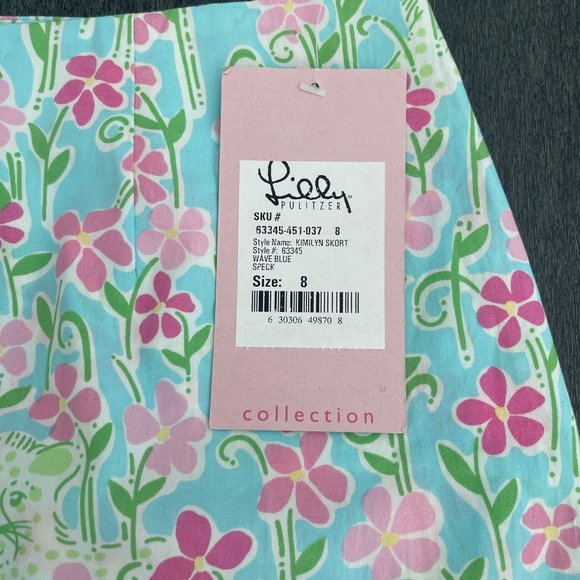 Lilly®
PULITZER
SKU #
63345-451-037 8
Style Name: KIMILYN SKORT
Style #: 63345
WAVE BLUE
SPECK
Size: 8
6 30306 49870 8
collection